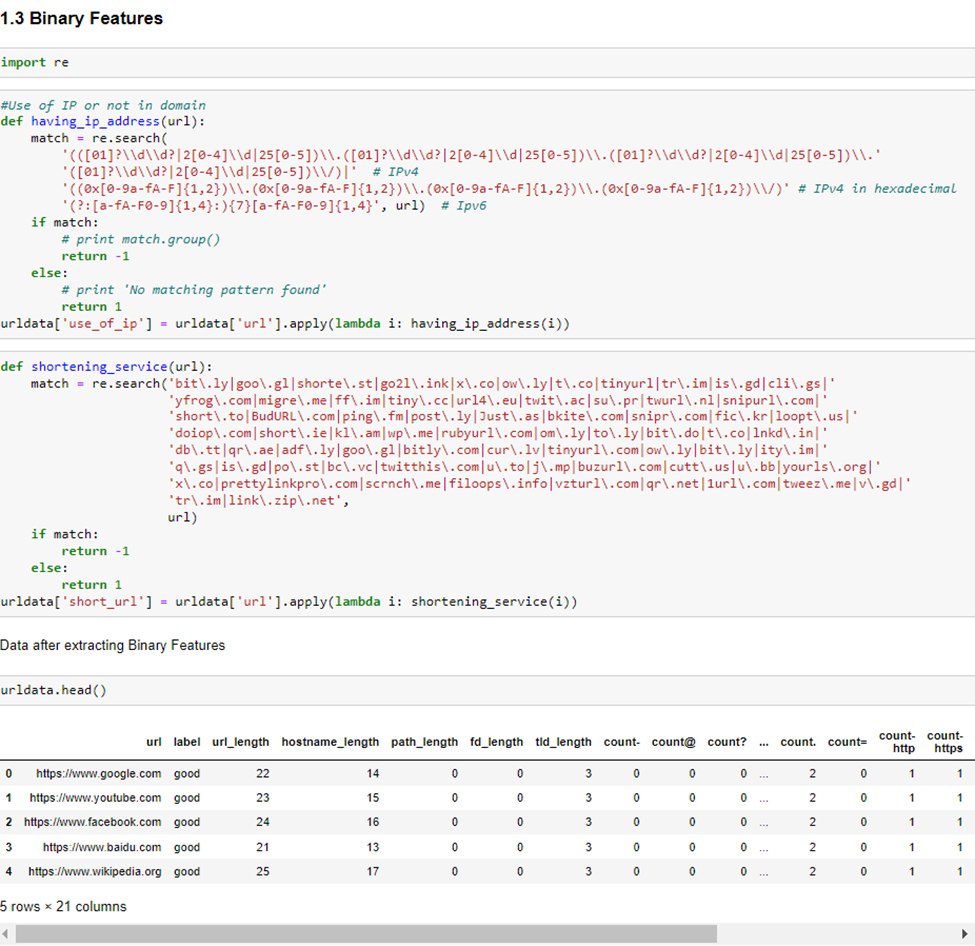 1.3 Binary Features
import re
#Use of IP or not in domain
def having_ip_address(url):
    match = re.search(
        '(([01]?\\d\\d?|2[0-4]\\d|25[0-5])\\.([01]?\\d\\d?|2[0-4]\\d|25[0-5])\\.([01]?\\d\\d?|2[0-4]\\d|25[0-5])\\.'
        '([01]?\\d\\d?|2[0-4]\\d|25[0-5])\\/)|'  # IPv4
        '((0x[0-9a-fA-F]{1,2})\\.(0x[0-9a-fA-F]{1,2})\\.(0x[0-9a-fA-F]{1,2})\\.(0x[0-9a-fA-F]{1,2})\\/)' # IPv4 in hexadecimal
        '(?:[a-fA-F0-9]{1,4}:){7}[a-fA-F0-9]{1,4}', url)  # Ipv6
    if match:
        # print match.group()
        return -1
    else:
        # print 'No matching pattern found'
        return 1
urldata['use_of_ip'] = urldata['url'].apply(lambda i: having_ip_address(i))
def shortening_service(url):
    match = re.search('bit\.ly|goo\.gl|shorte\.st|go2l\.ink|x\.co|ow\.ly|t\.co|tinyurl|tr\.im|is\.gd|cli\.gs|'
                      'yfrog\.com|migre\.me|ff\.im|tiny\.cc|url4\.eu|twit\.ac|su\.pr|twurl\.nl|snipurl\.com|'
                      'short\.to|BudURL\.com|ping\.fm|post\.ly|Just\.as|bkite\.com|snipr\.com|fic\.kr|loopt\.us|'
                      'doiop\.com|short\.ie|kl\.am|wp\.me|rubyurl\.com|om\.ly|to\.ly|bit\.do|t\.co|lnkd\.in|'
                      'db\.tt|qr\.ae|adf\.ly|goo\.gl|bitly\.com|cur\.lv|tinyurl\.com|ow\.ly|bit\.ly|ity\.im|'
                      'q\.gs|is\.gd|po\.st|bc\.vc|twitthis\.com|u\.to|j\.mp|buzurl\.com|cutt\.us|u\.bb|yourls\.org|'
                      'x\.co|prettylinkpro\.com|scrnch\.me|filoops\.info|vzturl\.com|qr\.net|1url\.com|tweez\.me|v\.gd|'
                      'tr\.im|link\.zip\.net',
                      url)
    if match:
        return -1
    else:
        return 1
urldata['short_url'] = urldata['url'].apply(lambda i: shortening_service(i))
Data after extracting Binary Features
urldata.head()
url label url_length hostname_length path_length fd_length tld_length count- count@ count? ... count. count= count-http count-https
0 https://www.google.com good 22 14 0 0 3 0 0 0 ... 2 0 1 1
1 https://www.youtube.com good 23 15 0 0 3 0 0 0 ... 2 0 1 1
2 https://www.facebook.com good 24 16 0 0 3 0 0 0 ... 2 0 1 1
3 https://www.baidu.com good 21 13 0 0 3 0 0 0 ... 2 0 1 1
4 https://www.wikipedia.org good 25 17 0 0 3 0 0 0 ... 2 0 1 1
5 rows × 21 columns